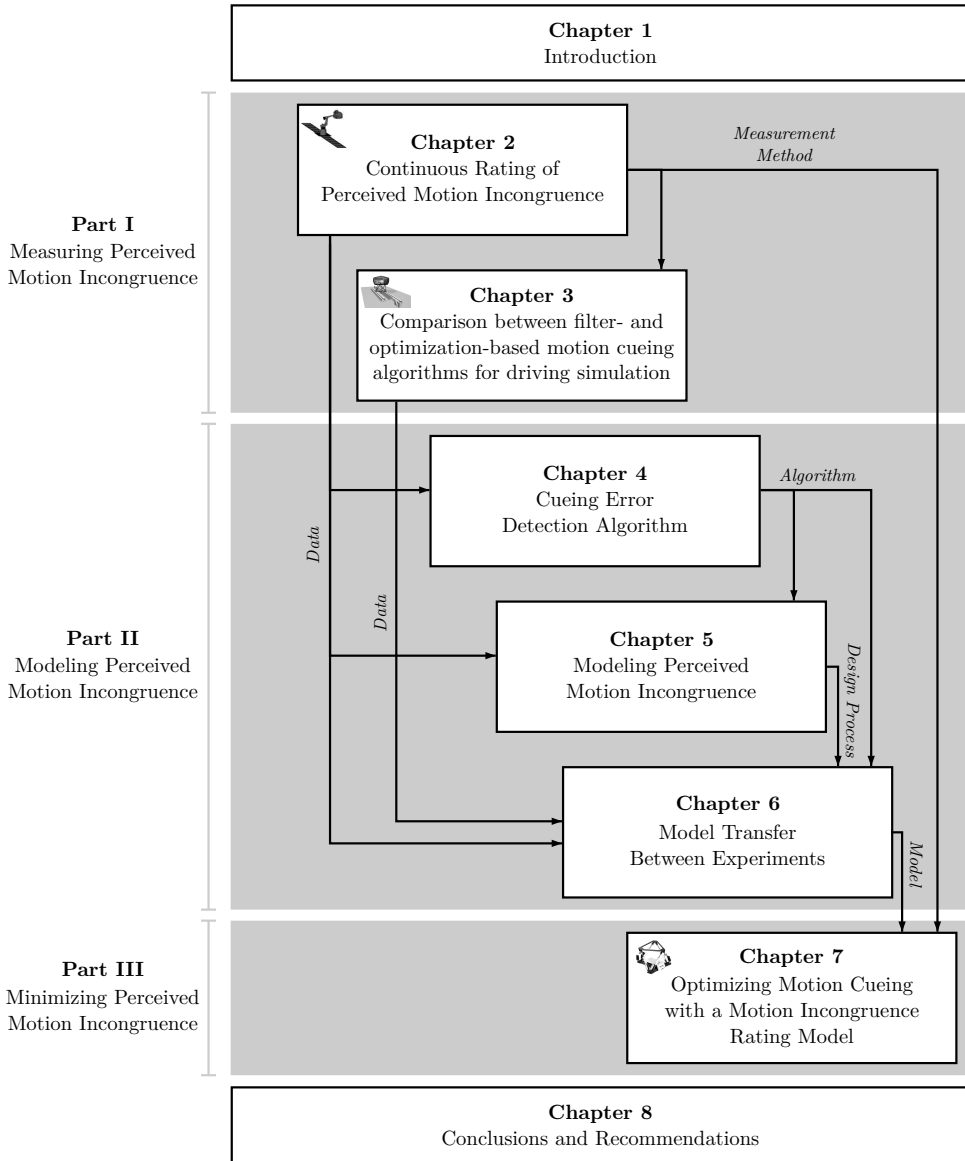 Chapter 1
Introduction
Part I
Measuring Perceived
Motion Incongruence
Chapter 2
Continuous Rating of
Perceived Motion Incongruence
Measurement
Method
Chapter 3
Comparison between filter- and
optimization-based motion cueing
algorithms for driving simulation
Part II
Modeling Perceived
Motion Incongruence
Data
Data
Chapter 4
Cueing Error
Detection Algorithm
Algorithm
Chapter 5
Modeling Perceived
Motion Incongruence
Design Process
Chapter 6
Model Transfer
Between Experiments
Model
Part III
Minimizing Perceived
Motion Incongruence
Chapter 7
Optimizing Motion Cueing
with a Motion Incongruence
Rating Model
Chapter 8
Conclusions and Recommendations